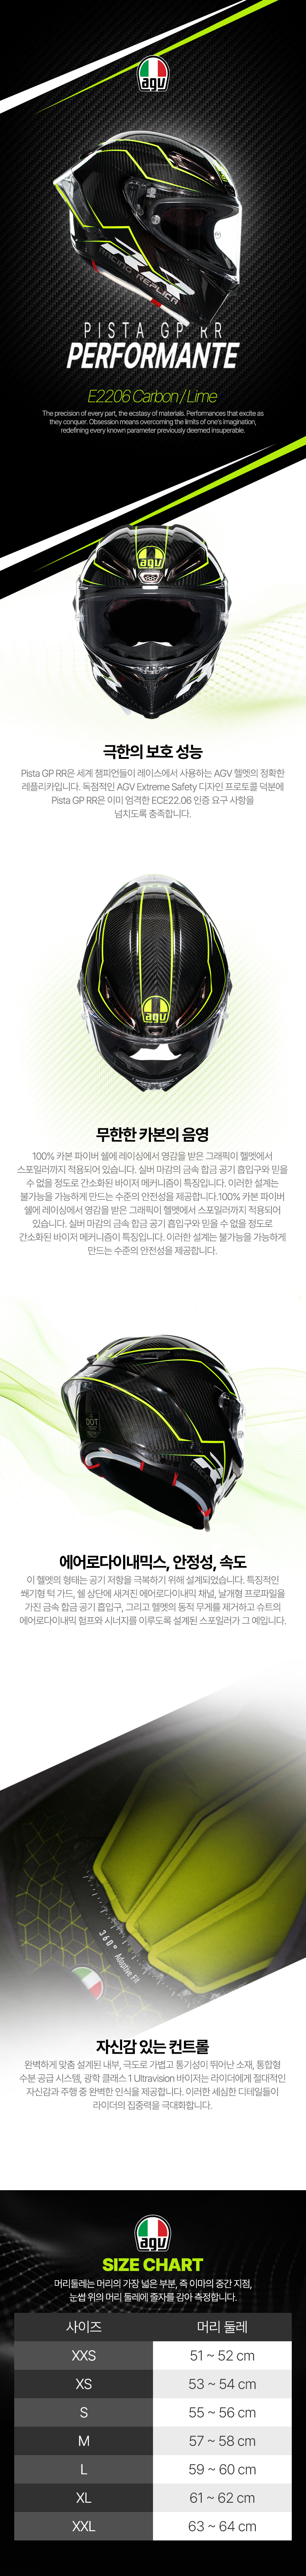 agv
RACING REPLICA
PISTA GP RR
PERFORMANTE
E2206 Carbon / Lime
The precision of every part, the ecstasy of materials. Performances that excite as
they conquer. Obsession means overcoming the limits of one's imagination,
redefining every known parameter previously deemed insuperable.
agv
극한의 보호 성능
Pista GP RR은 세계 챔피언들이 레이스에서 사용하는 AGV 헬멧의 정확한
레플리카입니다. 독점적인 AGV Extreme Safety 디자인 프로토콜 덕분에
Pista GP RR은 이미 엄격한 ECE22.06 인증 요구 사항을
넘치도록 충족합니다.
agv
무한한 카본의 음영
100% 카본 파이버 쉘에 레이싱에서 영감을 받은 그래픽이 헬멧에서
스포일러까지 적용되어 있습니다. 실버 마감의 금속 합금 공기 흡입구와 믿을
수 없을 정도로 간소화된 바이저 메커니즘이 특징입니다. 이러한 설계는
불가능을 가능하게 만드는 수준의 안전성을 제공합니다.100% 카본 파이버
쉘에 레이싱에서 영감을 받은 그래픽이 헬멧에서 스포일러까지 적용되어
있습니다. 실버 마감의 금속 합금 공기 흡입구와 믿을 수 없을 정도로
간소화된 바이저 메커니즘이 특징입니다. 이러한 설계는 불가능을 가능하게
만드는 수준의 안전성을 제공합니다.
DOT
에어로다이내믹스, 안정성, 속도
이 헬멧의 형태는 공기 저항을 극복하기 위해 설계되었습니다. 특징적인
쐐기형 턱 가드, 쉘 상단에 새겨진 에어로다이내믹 채널, 날개형 프로파일을
가진 금속 합금 공기 흡입구, 그리고 헬멧의 동적 무게를 제거하고 슈트의
에어로다이내믹 험프와 시너지를 이루도록 설계된 스포일러가 그 예입니다.
360° Adaptive Fit
자신감 있는 컨트롤
완벽하게 맞춤 설계된 내부, 극도로 가볍고 통기성이 뛰어난 소재, 통합형
수분 공급 시스템, 광학 클래스 1 Ultravision 바이저는 라이더에게 절대적인
자신감과 주행 중 완벽한 인식을 제공합니다. 이러한 세심한 디테일들이
라이더의 집중력을 극대화합니다.
agv
SIZE CHART
머리둘레는 머리의 가장 넓은 부분, 즉 이마의 중간 지점,
눈썹 위의 머리 둘레에 줄자를 감아 측정합니다.
사이즈 머리 둘레
XXS 51 ~ 52 cm
XS 53 ~ 54 cm
S 55 ~ 56 cm
M 57 ~ 58 cm
L 59 ~ 60 cm
XL 61 ~ 62 cm
XXL 63 ~ 64 cm